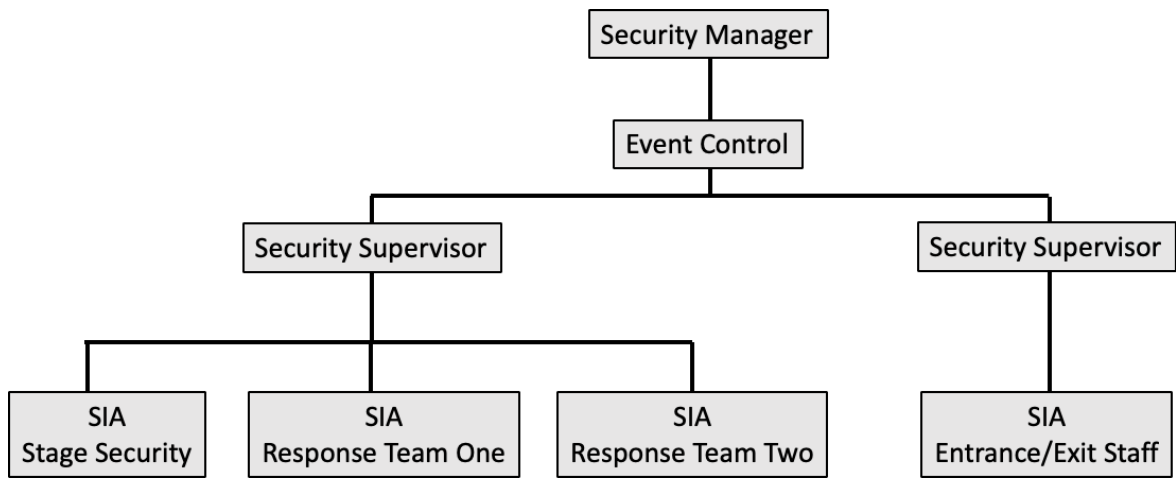 Security Manager
Event Control
Security Supervisor
Security Supervisor
SIA
Stage Security
SIA
Response Team One
SIA
Response Team Two
SIA
Entrance/Exit Staff